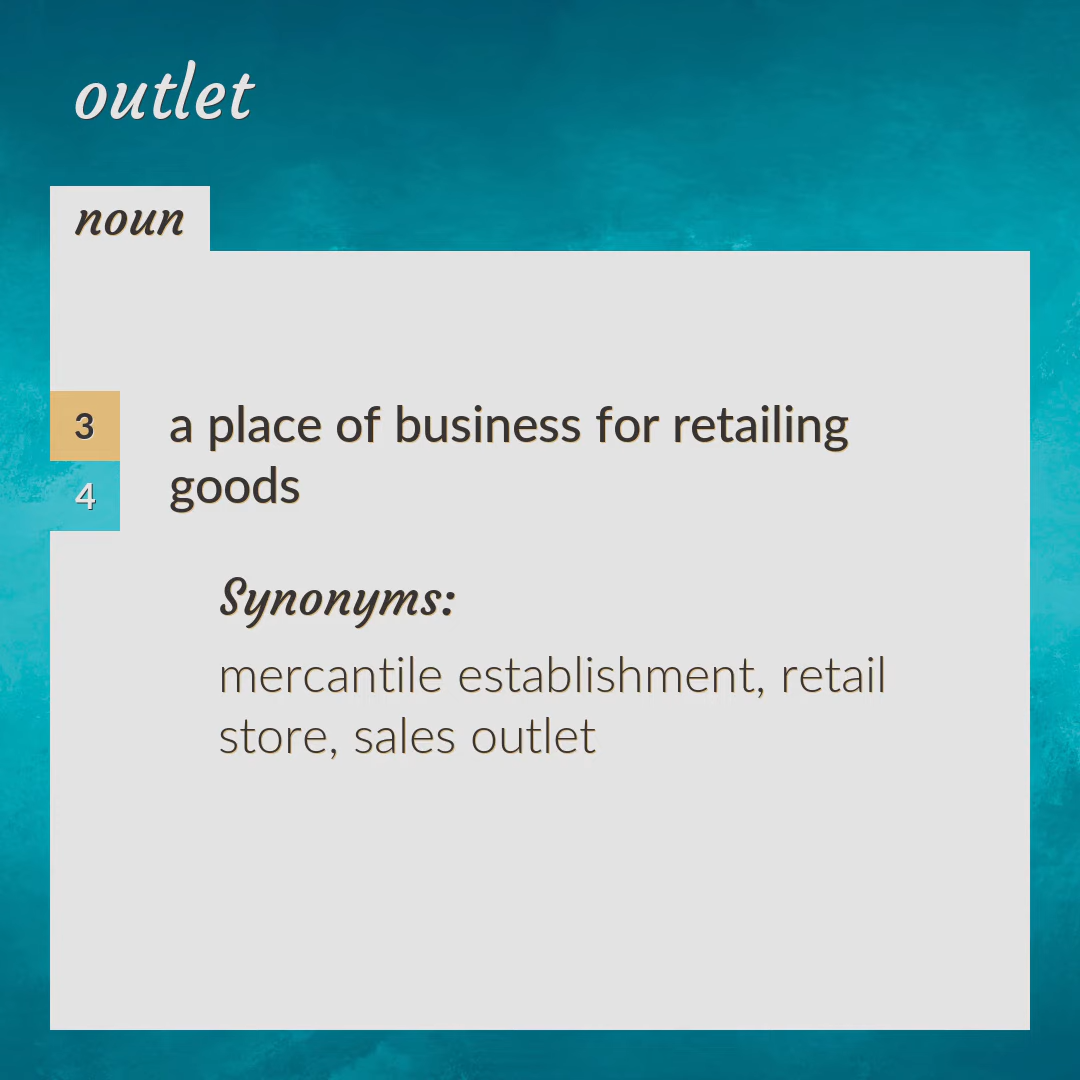 outlet
noun
3
a place of business for retailing
goods
4
Synonyms:
mercantile establishment, retail
store, sales outlet